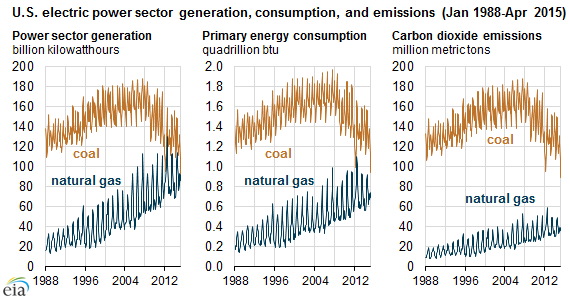 U.S. electric power sector generation, consumption, and emissions (Jan 1988-Apr 2015)
Power sector generation
billion kilowatthours
200
180
160
140
120
100
80
60
40
20
0
coal
natural gas
1988 1996 2004 2012
Primary energy consumption
quadrillion btu
2.0
1.8
1.6
1.4
1.2
1.0
0.8
0.6
0.4
0.2
0.0
coal
natural gas
1988 1996 2004 2012
Carbon dioxide emissions
million metric tons
200
180
160
140
120
100
80
60
40
20
0
coal
natural gas
1988 1996 2004 2012
eia